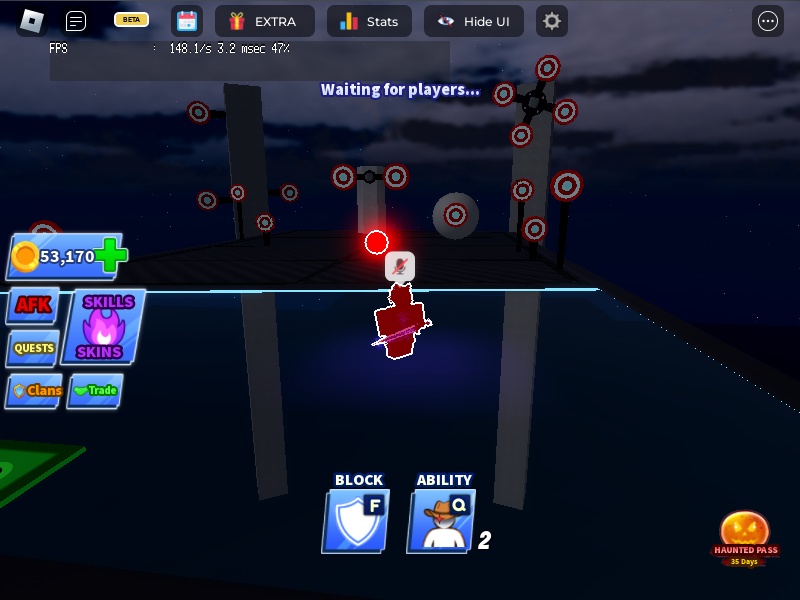 BETA
EXTRA
Stats
Hide UI
FPS : 148.1/s 3.2 msec 47%
Waiting for players...
53,170
AFK
SKILLS
SKINS
QUESTS
Clans
Trade
BLOCK
F
ABILITY
Q
2
HAUNTED PASS
35 Days